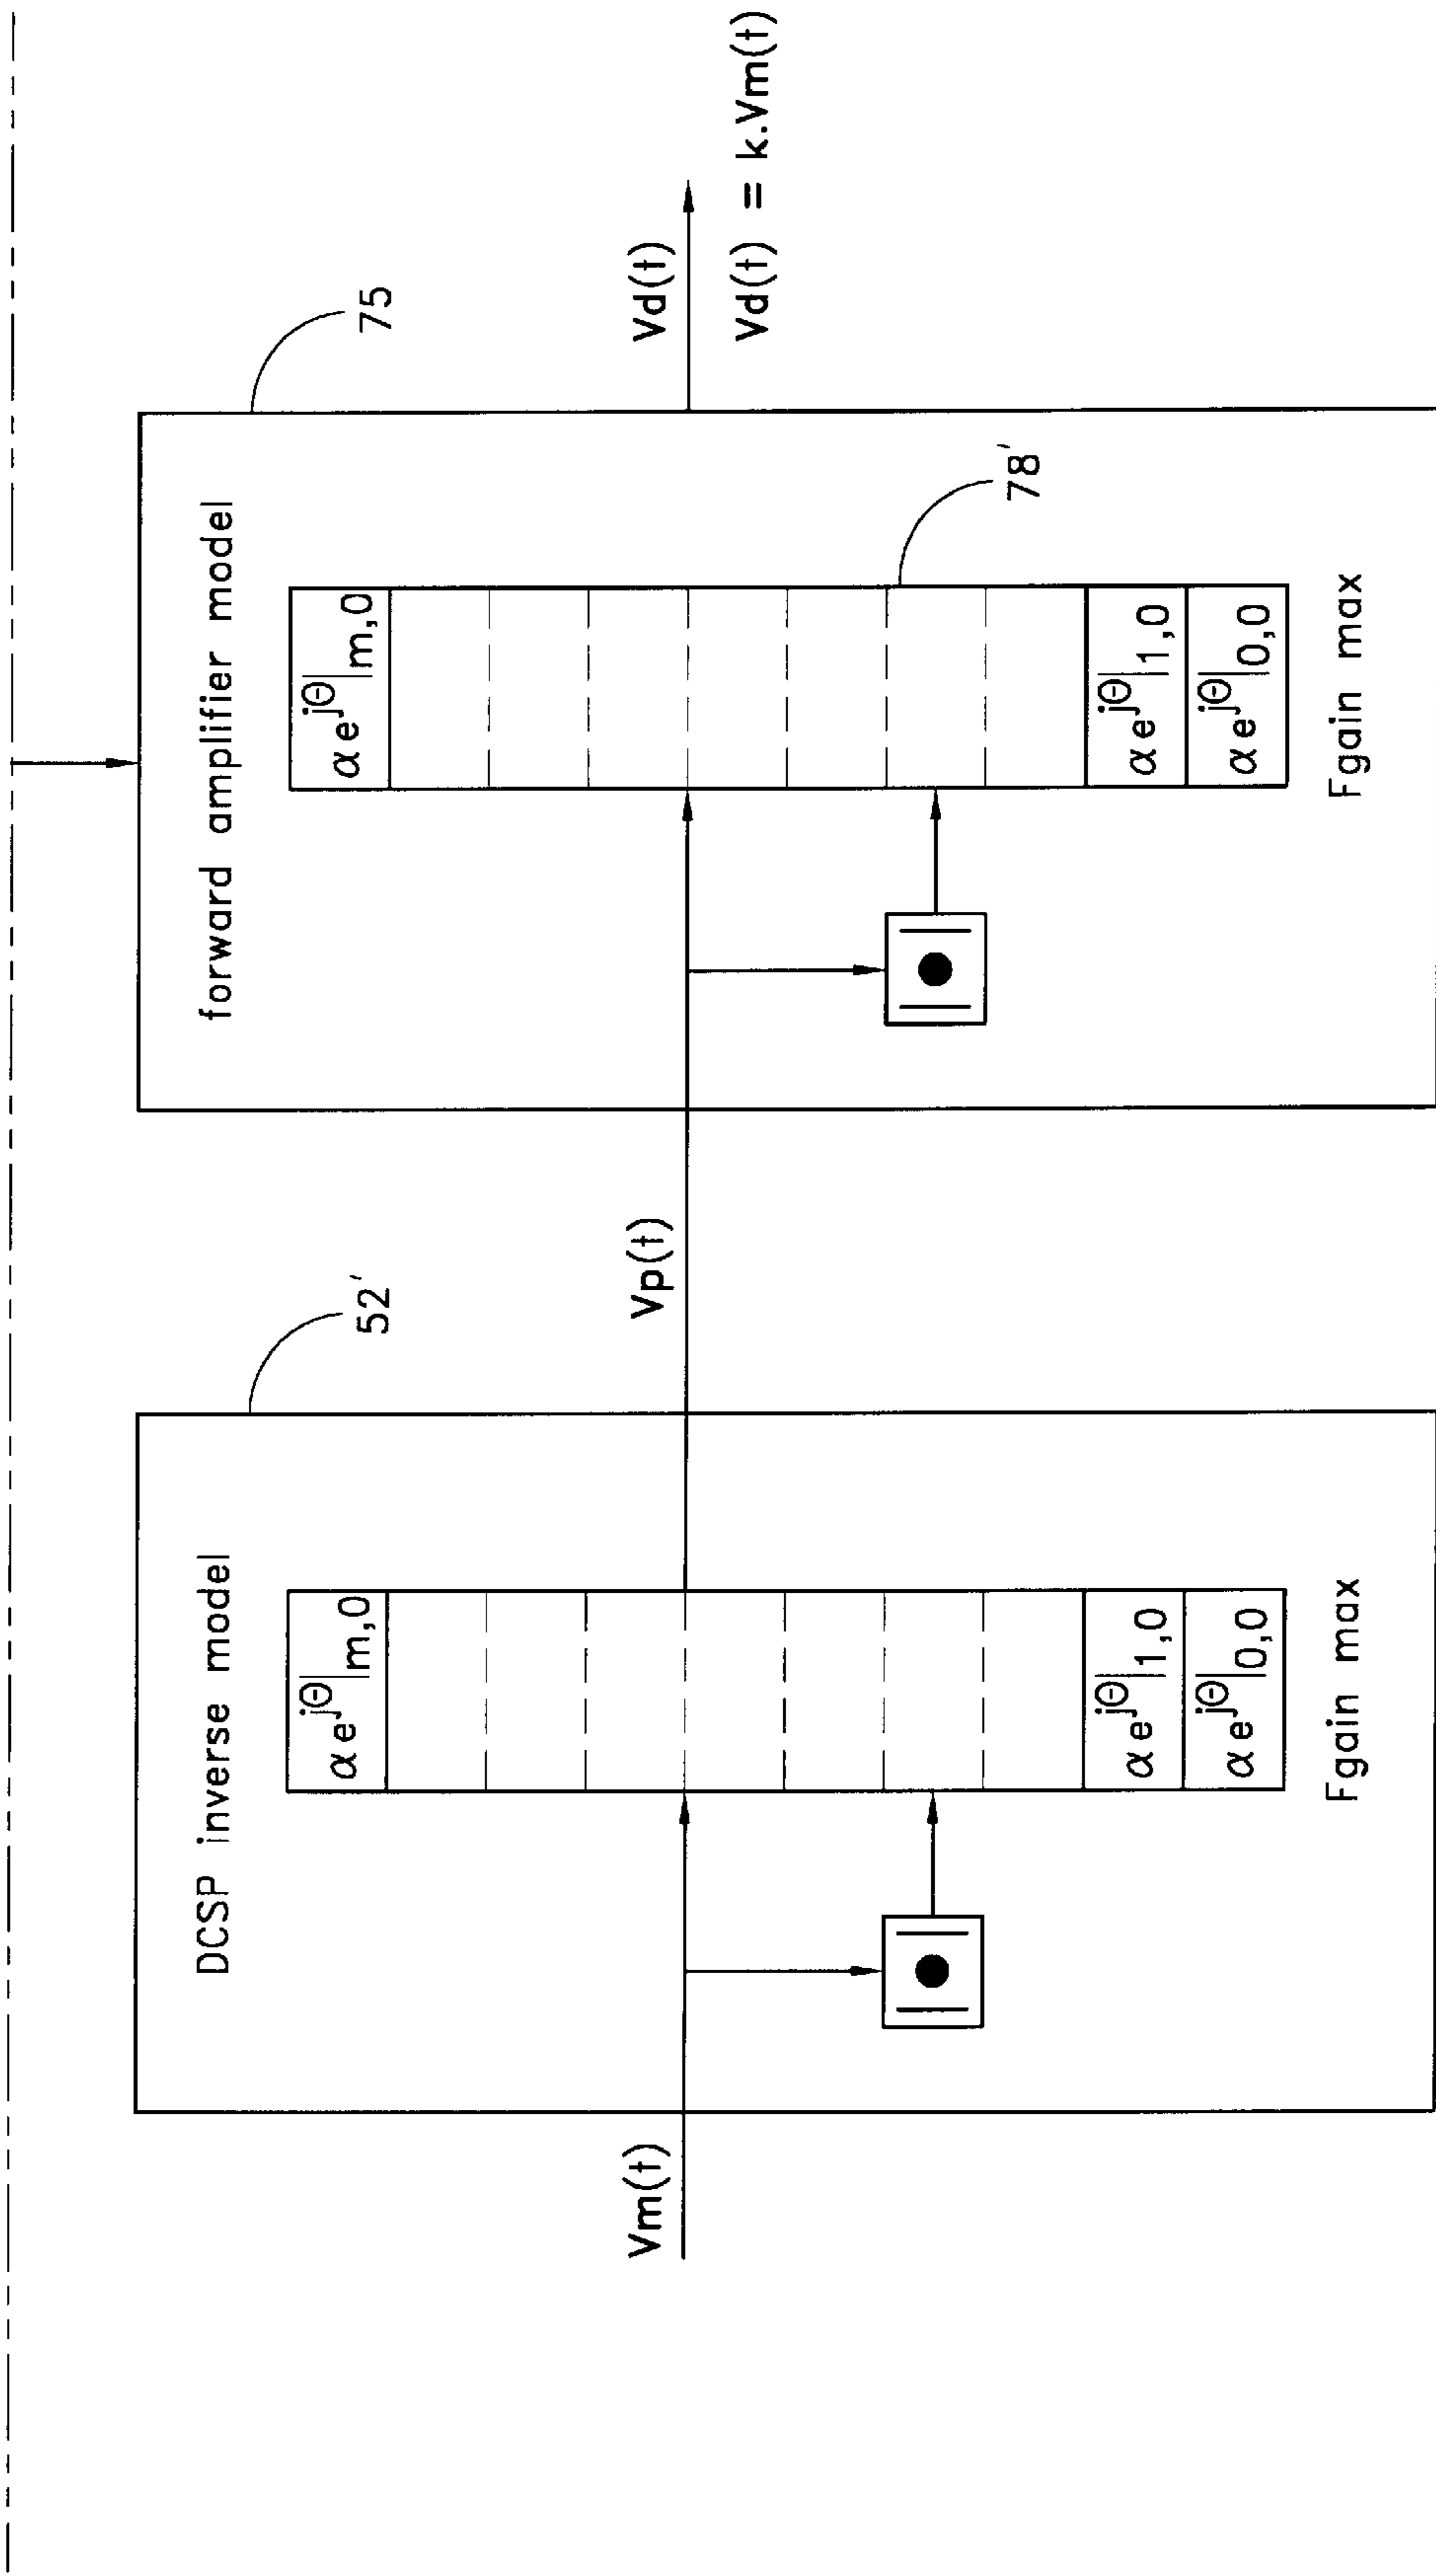 DCSP inverse model
52'
Vm(t)
αe^jΘ|m,0
αe^jΘ|1,0
αe^jΘ|0,0
Fgain max
Vp(t)
forward amplifier model
75
αe^jΘ|m,0
78'
αe^jΘ|1,0
αe^jΘ|0,0
Fgain max
Vd(t)
Vd(t) = k.Vm(t)